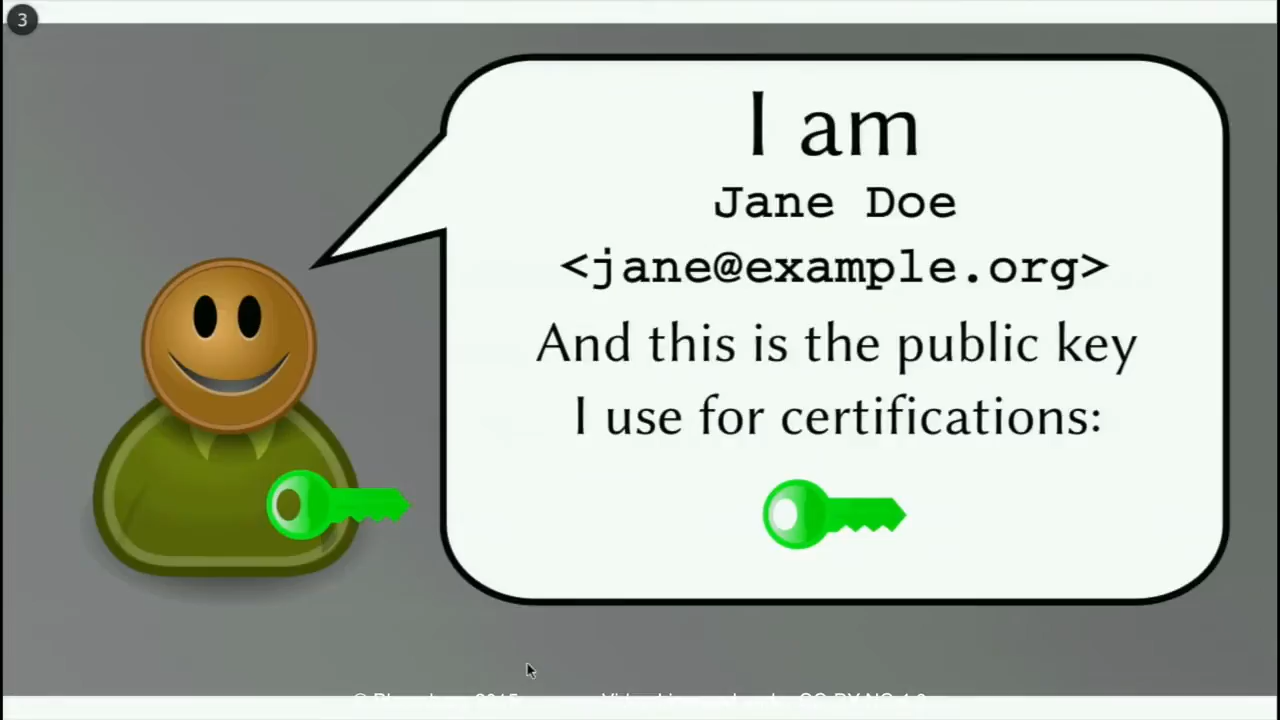 3
I am
Jane Doe
<jane@example.org>
And this is the public key
I use for certifications: